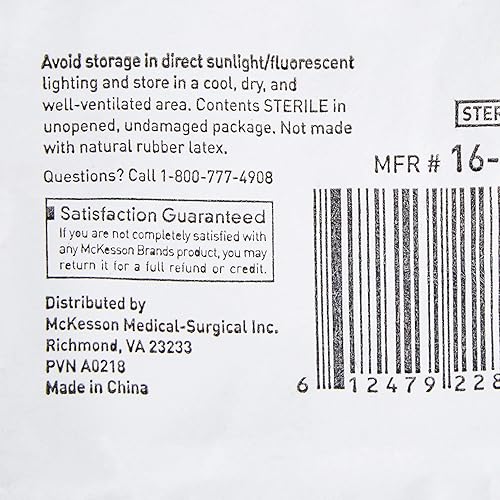 Avoid storage in direct sunlight/fluorescent
lighting and store in a cool, dry, and
well-ventilated area. Contents STERILE in
unopened, undamaged package. Not made
with natural rubber latex.
Questions? Call 1-800-777-4908
Satisfaction Guaranteed
If you are not completely satisfied with
any McKesson Brands product, you may
return it for a full refund or credit.
Distributed by
McKesson Medical-Surgical Inc.
Richmond, VA 23233
PVN A0218
Made in China
STER
MFR # 16-
6 12479 228